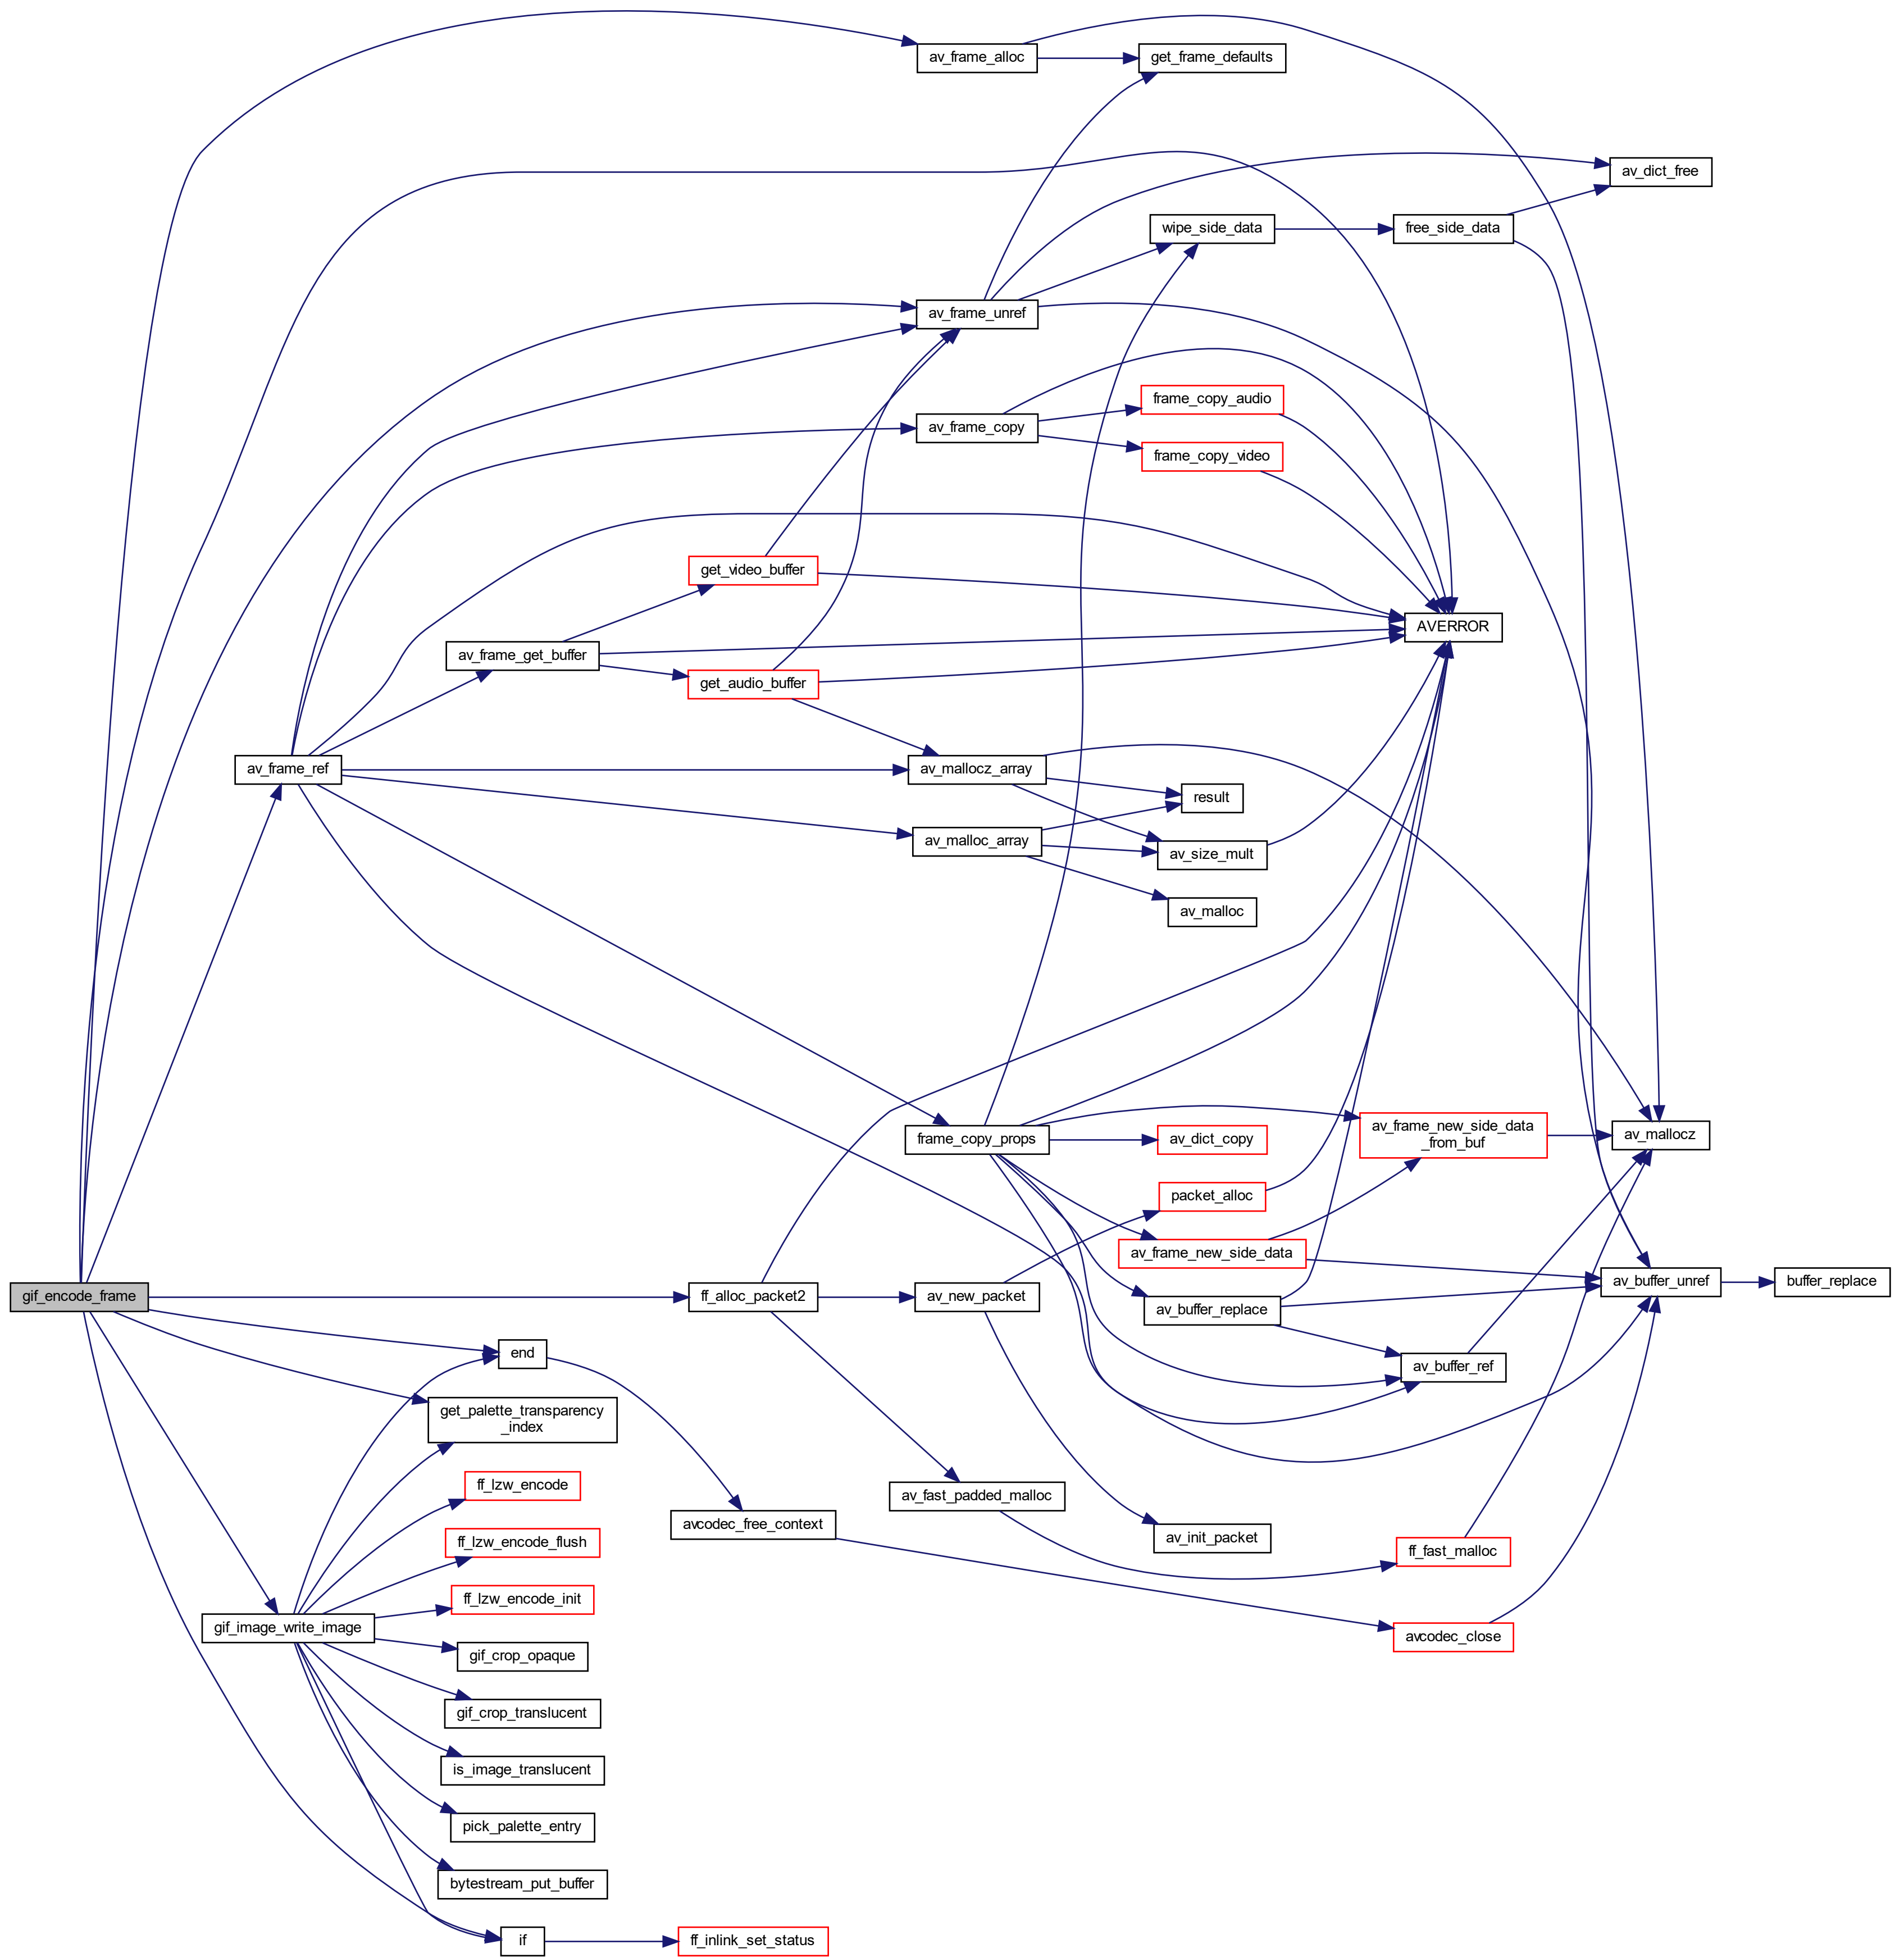 av_frame_alloc
get_frame_defaults
av_dict_free
wipe_side_data
free_side_data
av_frame_unref
frame_copy_audio
av_frame_copy
frame_copy_video
get_video_buffer
AVERROR
av_frame_get_buffer
get_audio_buffer
av_frame_ref
av_mallocz_array
result
av_malloc_array
av_size_mult
av_malloc
av_frame_new_side_data
_from_buf
av_mallocz
frame_copy_props
av_dict_copy
packet_alloc
av_frame_new_side_data
av_buffer_unref
buffer_replace
gif_encode_frame
ff_alloc_packet2
av_new_packet
av_buffer_replace
end
av_buffer_ref
get_palette_transparency
_index
ff_lzw_encode
av_fast_padded_malloc
avcodec_free_context
av_init_packet
ff_lzw_encode_flush
ff_fast_malloc
ff_lzw_encode_init
gif_image_write_image
avcodec_close
gif_crop_opaque
gif_crop_translucent
is_image_translucent
pick_palette_entry
bytestream_put_buffer
if
ff_inlink_set_status